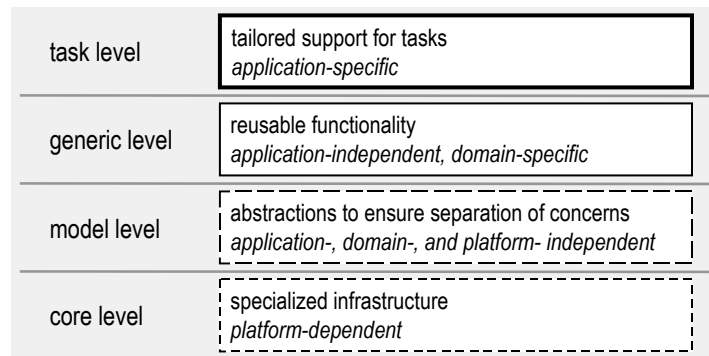 task level
tailored support for tasks
application-specific
generic level
reusable functionality
application-independent, domain-specific
model level
abstractions to ensure separation of concerns
application-, domain-, and platform- independent
core level
specialized infrastructure
platform-dependent